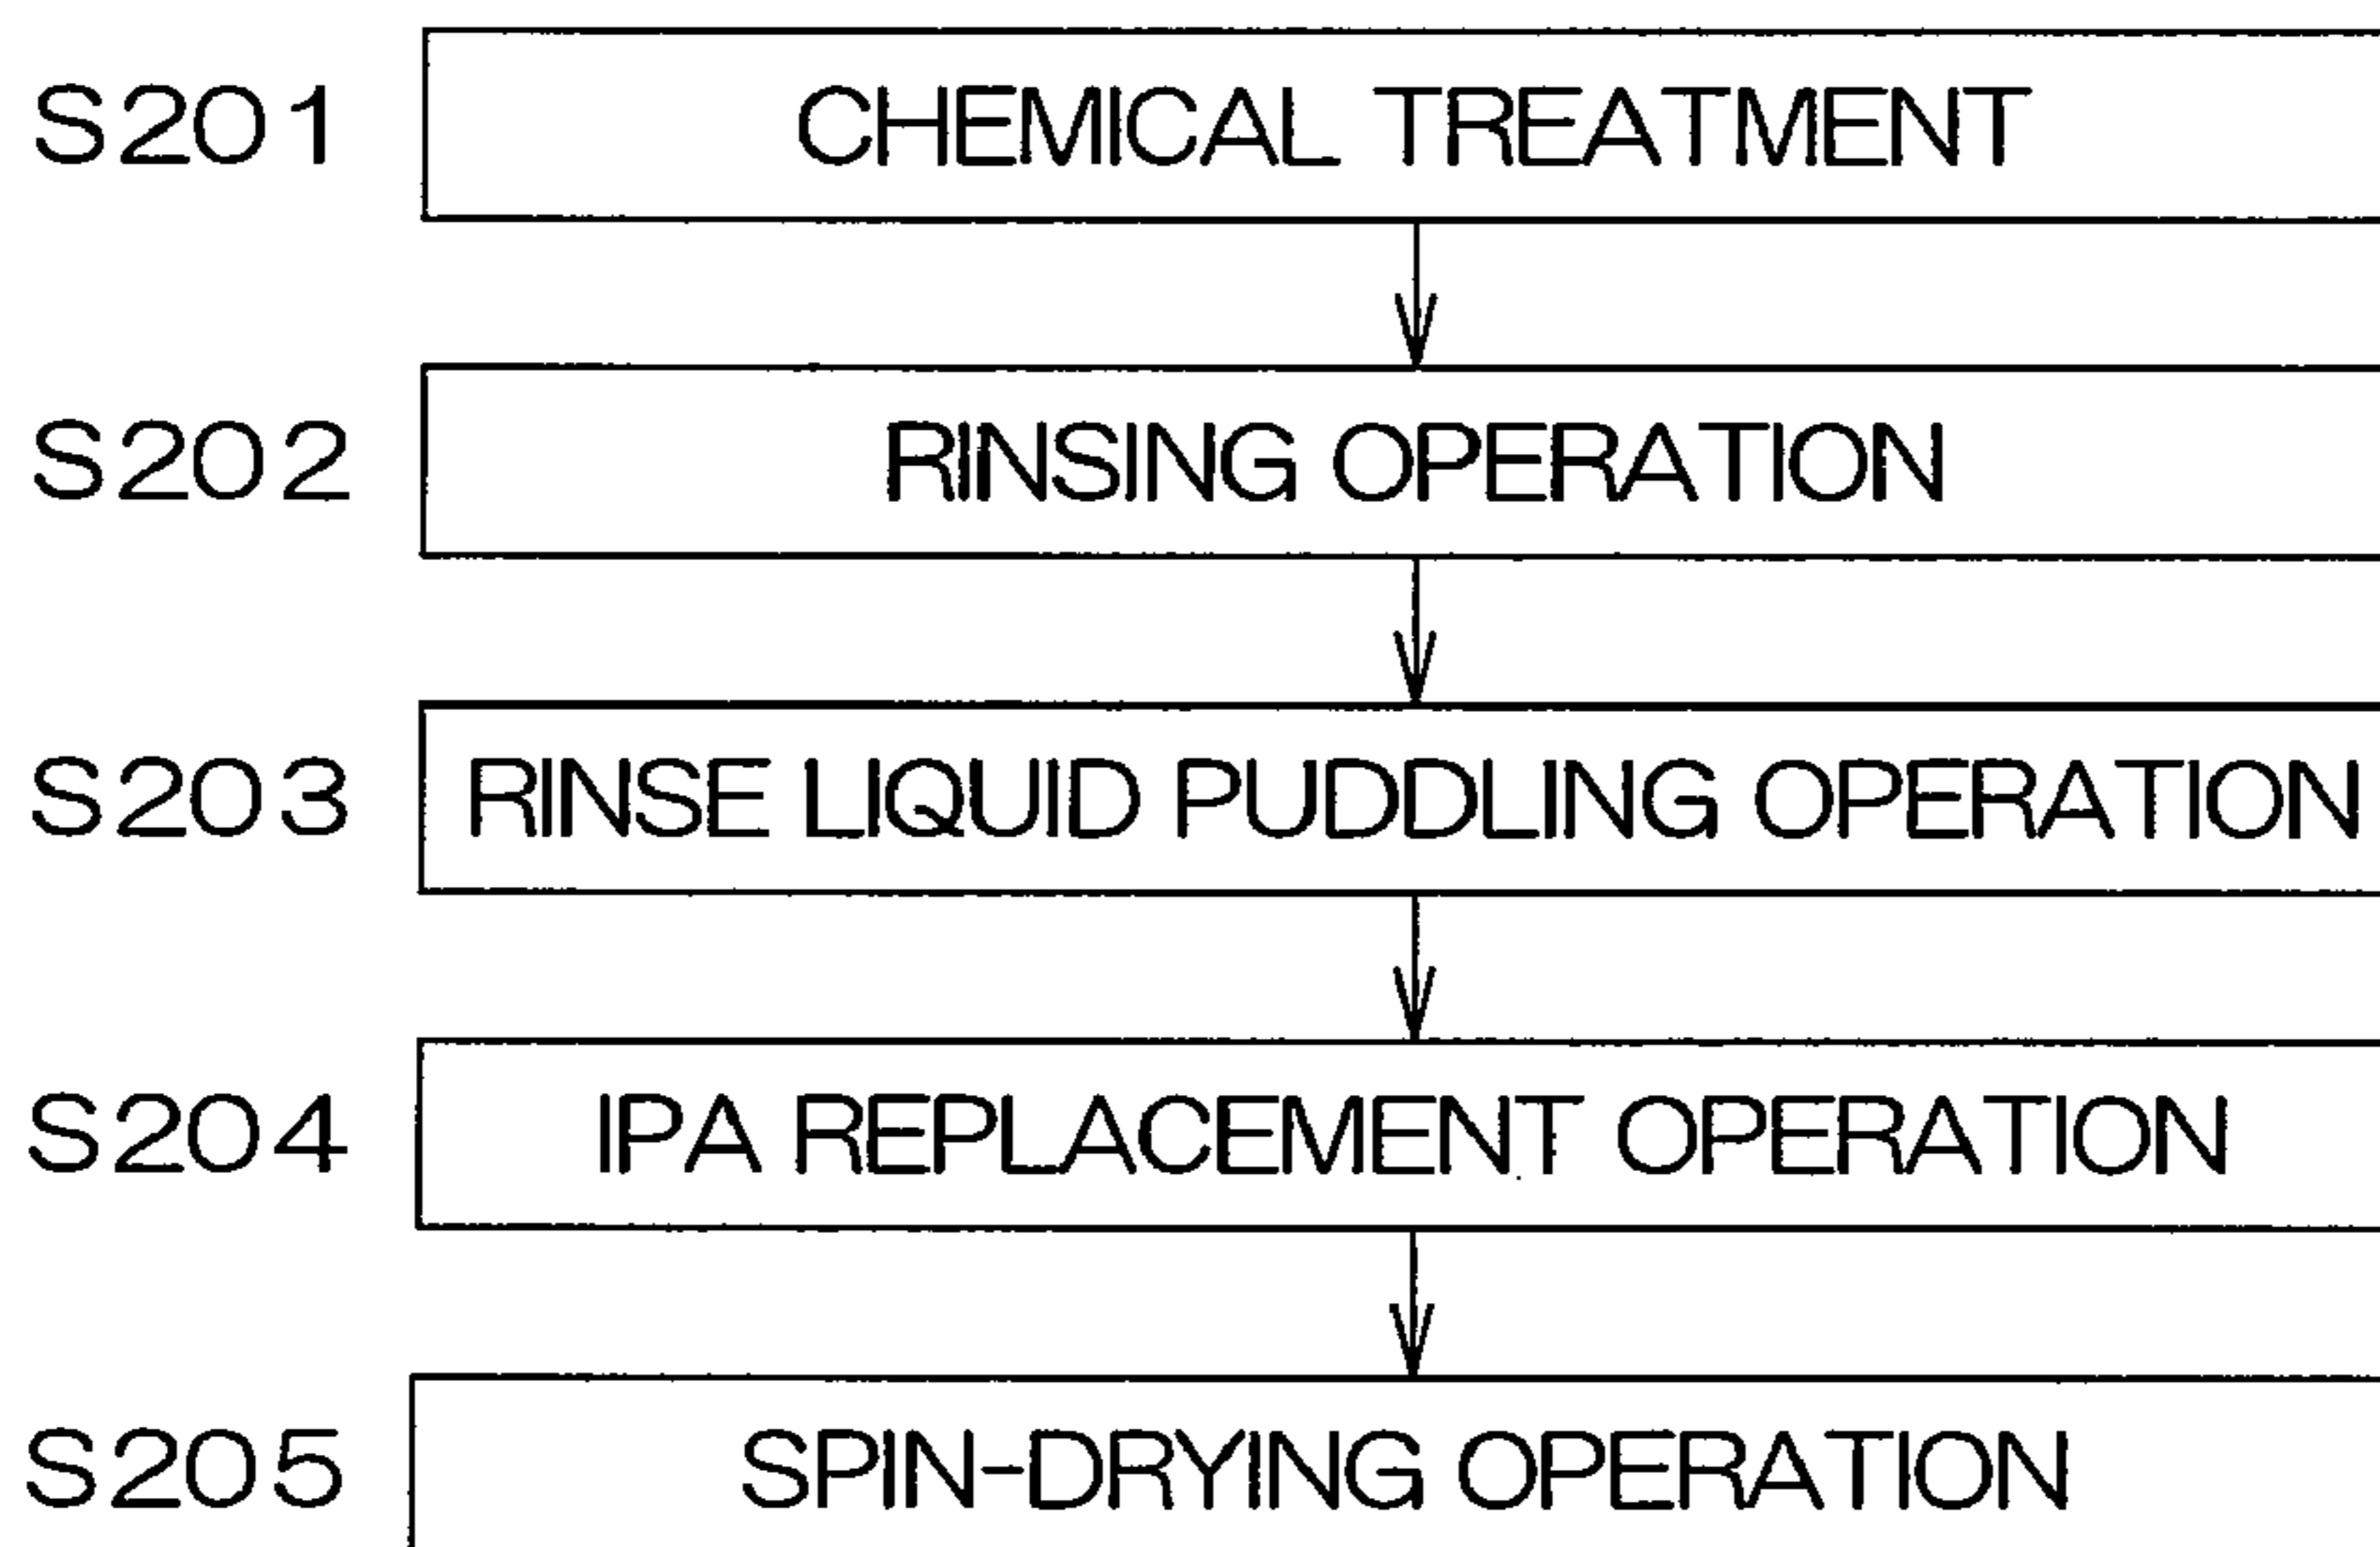 S201 CHEMICAL TREATMENT
S202 RINSING OPERATION
S203 RINSE LIQUID PUDDLING OPERATION
S204 IPA REPLACEMENT OPERATION
S205 SPIN-DRYING OPERATION